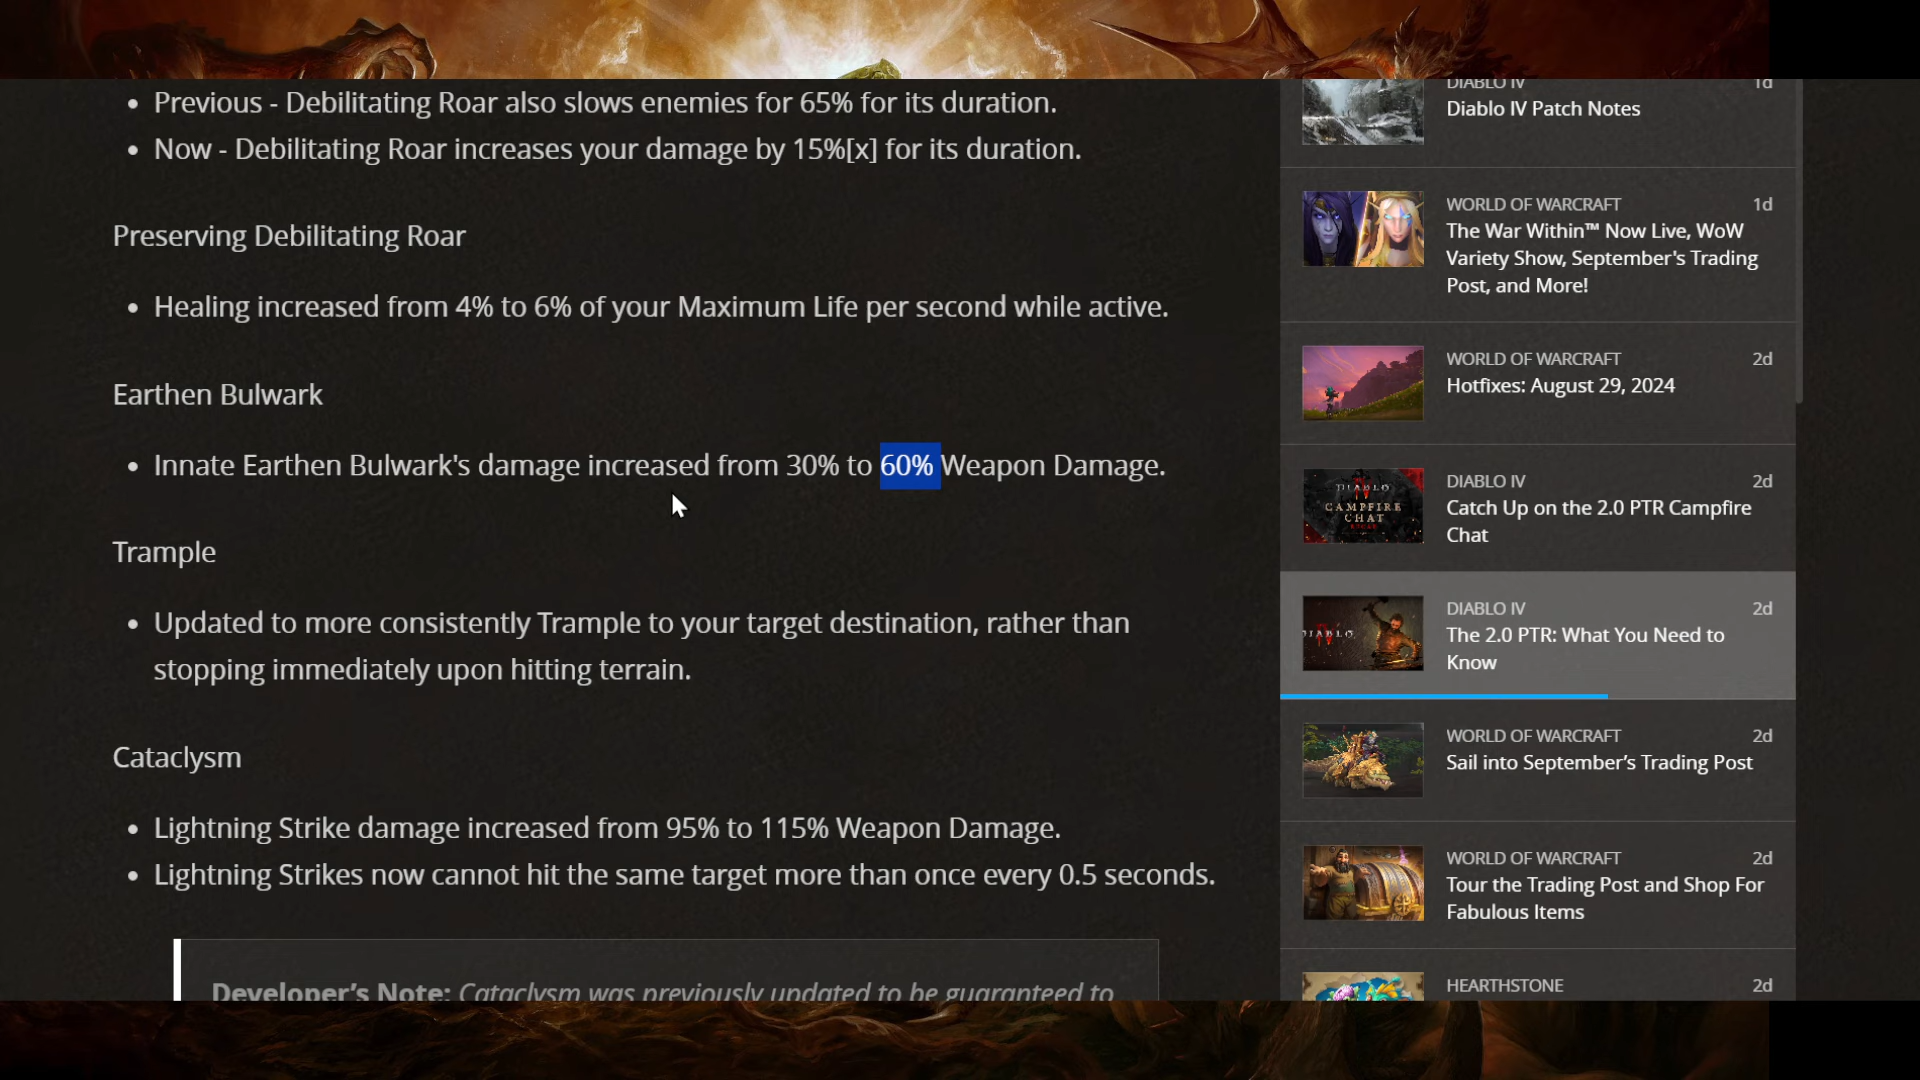 Previous - Debilitating Roar also slows enemies for 65% for its duration.
Now - Debilitating Roar increases your damage by 15%[x] for its duration.
Preserving Debilitating Roar
Healing increased from 4% to 6% of your Maximum Life per second while active.
Earthen Bulwark
Innate Earthen Bulwark's damage increased from 30% to 60% Weapon Damage.
Trample
Updated to more consistently Trample to your target destination, rather than
stopping immediately upon hitting terrain.
Cataclysm
Lightning Strike damage increased from 95% to 115% Weapon Damage.
Lightning Strikes now cannot hit the same target more than once every 0.5 seconds.
Developer's Note: Cataclysm was previously updated to be guaranteed to
DIABLO IV 1d
Diablo IV Patch Notes
WORLD OF WARCRAFT 1d
The War Within™ Now Live, WoW
Variety Show, September's Trading
Post, and More!
WORLD OF WARCRAFT 2d
Hotfixes: August 29, 2024
DIABLO
CAMPFIRE
CHAT
DIABLO IV 2d
Catch Up on the 2.0 PTR Campfire
Chat
DIABLO
DIABLO IV 2d
The 2.0 PTR: What You Need to
Know
WORLD OF WARCRAFT 2d
Sail into September’s Trading Post
WORLD OF WARCRAFT 2d
Tour the Trading Post and Shop For
Fabulous Items
HEARTHSTONE 2d